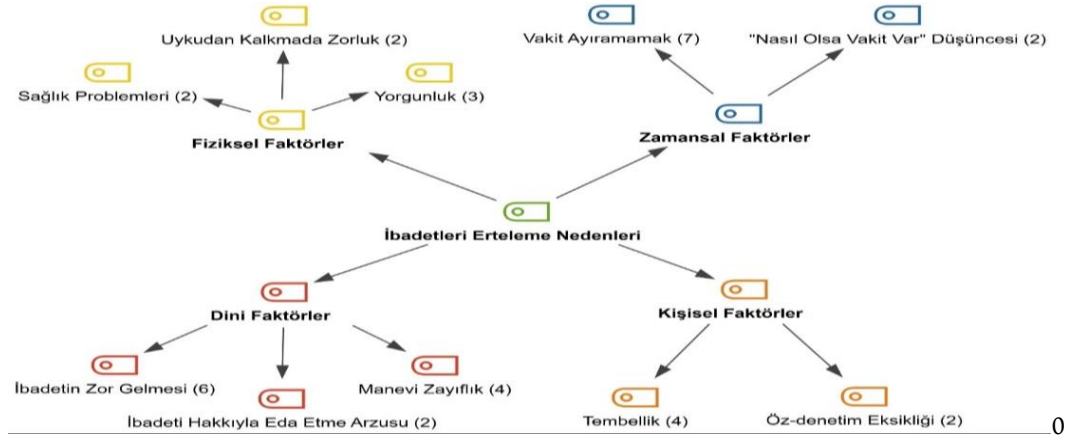 Uykudan Kalkmada Zorluk (2)
Vakit Ayıramamak (7)
"Nasıl Olsa Vakit Var" Düşüncesi (2)
Sağlık Problemleri (2)
Yorgunluk (3)
Fiziksel Faktörler
Zamansal Faktörler
İbadetleri Erteleme Nedenleri
Dini Faktörler
Kişisel Faktörler
İbadetin Zor Gelmesi (6)
Manevi Zayıflık (4)
İbadeti Hakkıyla Eda Etme Arzusu (2)
Tembellik (4)
Öz-denetim Eksikliği (2)
0